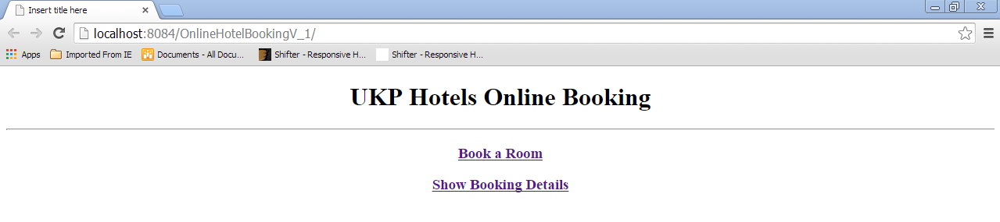 Insert title here
localhost:8084/OnlineHotelBookingV_1/
Apps Imported From IE Documents - All Docu... Shifter - Responsive H... Shifter - Responsive H...
UKP Hotels Online Booking
Book a Room
Show Booking Details